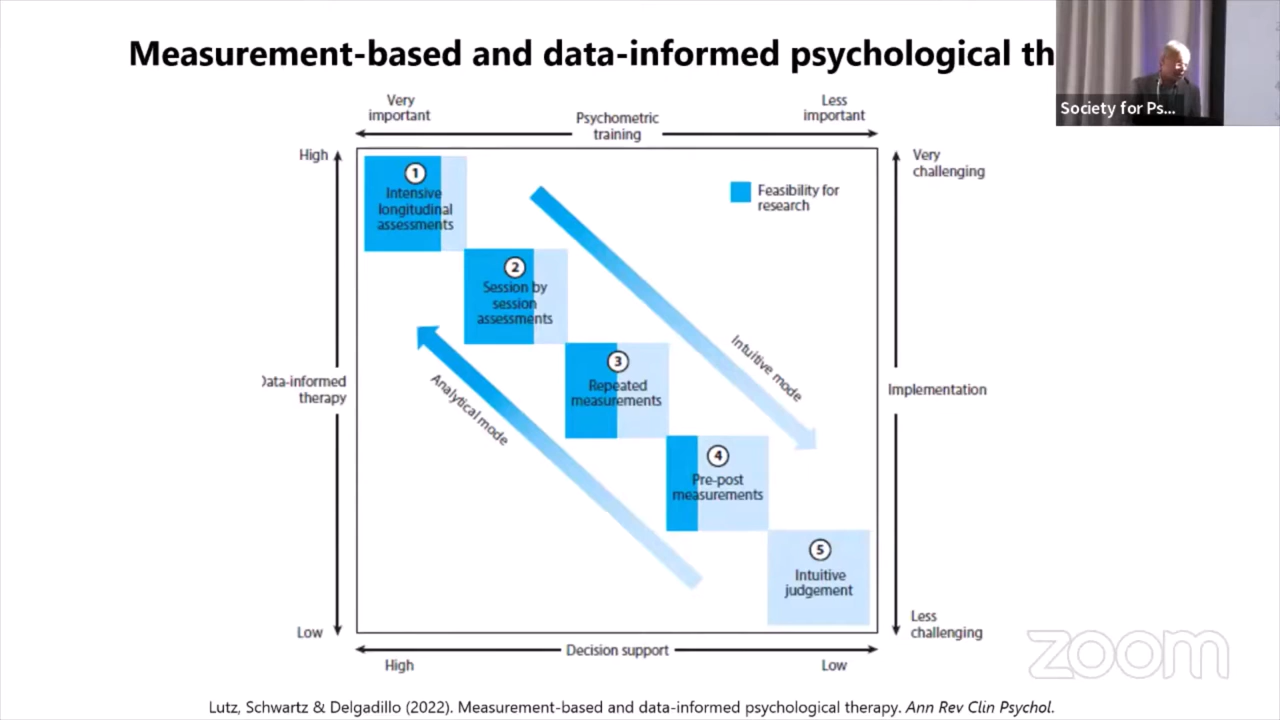 Measurement-based and data-informed psychological th
Society for Ps...
Very
important
Psychometric
training
Less
important
High
Very
challenging
1
Intensive
longitudinal
assessments
Feasibility for
research
2
Session by
session
assessments
3
Repeated
measurements
Intuitive mode
Analytical mode
Data-informed
therapy
Implementation
4
Pre-post
measurements
5
Intuitive
judgement
Low
Less
challenging
High
Decision support
Low
zoom
Lutz, Schwartz & Delgadillo (2022). Measurement-based and data-informed psychological therapy. Ann Rev Clin Psychol.